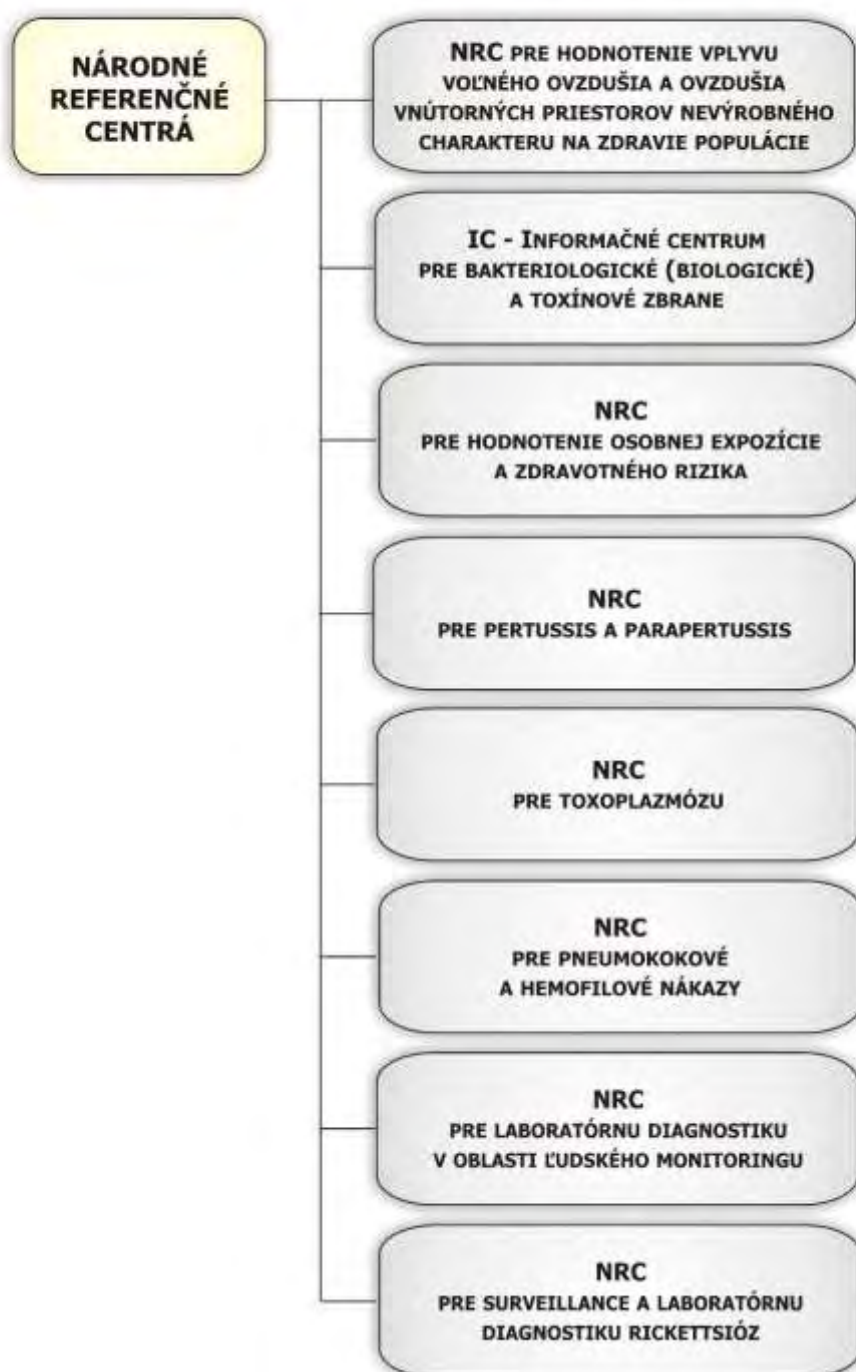 NÁRODNÉ
REFERENČNÉ
CENTRÁ
NRC PRE HODNOTENIE VPLYVU
VOĽNÉHO OVZDUŠIA A OVZDUŠIA
VNÚTORNÝCH PRIESTOROV NEVÝROBNÉHO
CHARAKTERU NA ZDRAVIE POPULÁCIE
IC - INFORMAČNÉ CENTRUM
PRE BAKTERIOLOGICKÉ (BIOLOGICKÉ)
A TOXÍNOVÉ ZBRANE
NRC
PRE HODNOTENIE OSOBNEJ EXPOZÍCIE
A ZDRAVOTNÉHO RIZIKA
NRC
PRE PERTUSSIS A PARAPERTUSSIS
NRC
PRE TOXOPLAZMÓZU
NRC
PRE PNEUMOKOKOVÉ
A HEMOFILOVÉ NÁKAZY
NRC
PRE LABORATÓRNU DIAGNOSTIKU
V OBLASTI ĽUDSKÉHO MONITORINGU
NRC
PRE SURVEILLANCE A LABORATÓRNU
DIAGNOSTIKU RICKETTSIÓZ